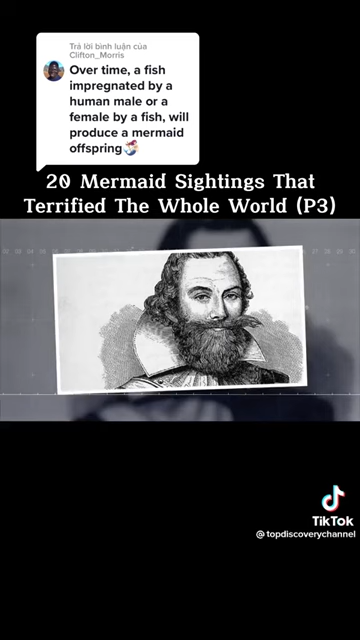 Trả lời bình luận của
Clifton_Morris
Over time, a fish
impregnated by a
human male or a
female by a fish, will
produce a mermaid
offspring🧜‍♀️
20 Mermaid Sightings That
Terrified The Whole World (P3)
TikTok
@topdiscoverychannel